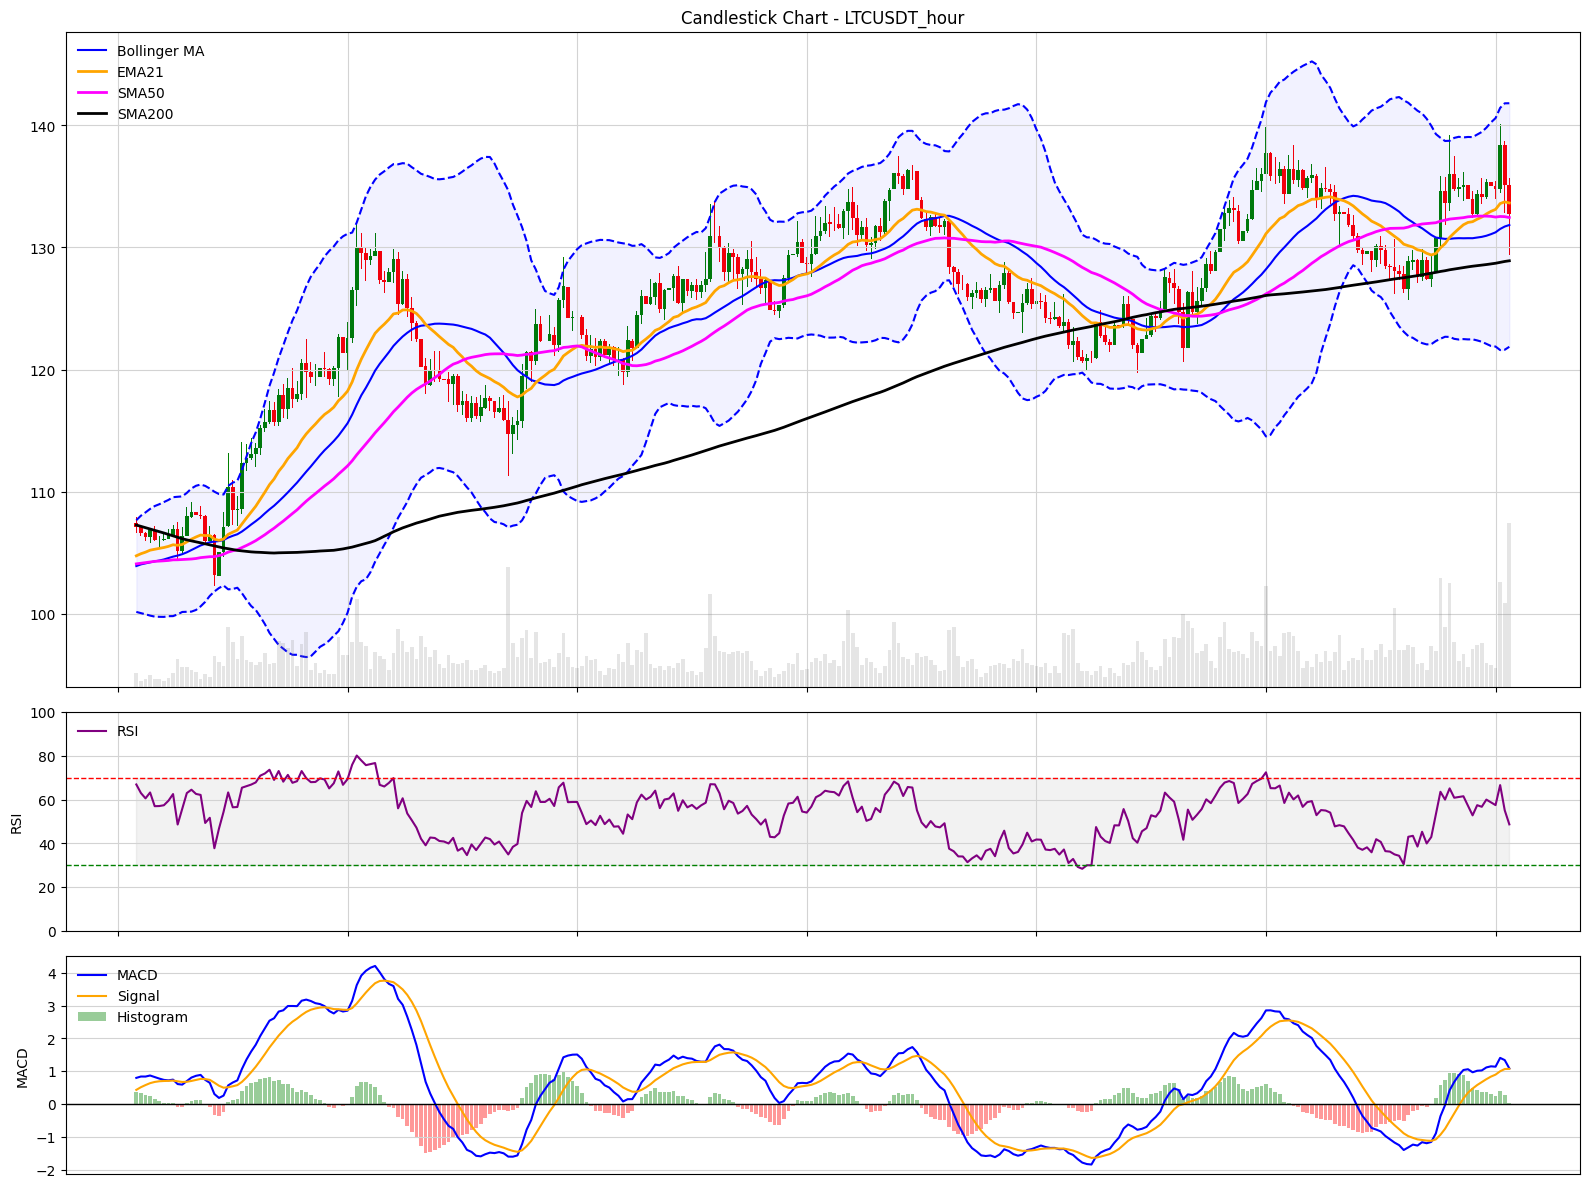 Candlestick Chart - LTCUSDT_hour
Bollinger MA
EMA21
SMA50
SMA200
140
130
120
110
100
100
80
60
40
20
0
RSI
RSI
4
3
2
1
0
−1
−2
MACD
MACD
Signal
Histogram